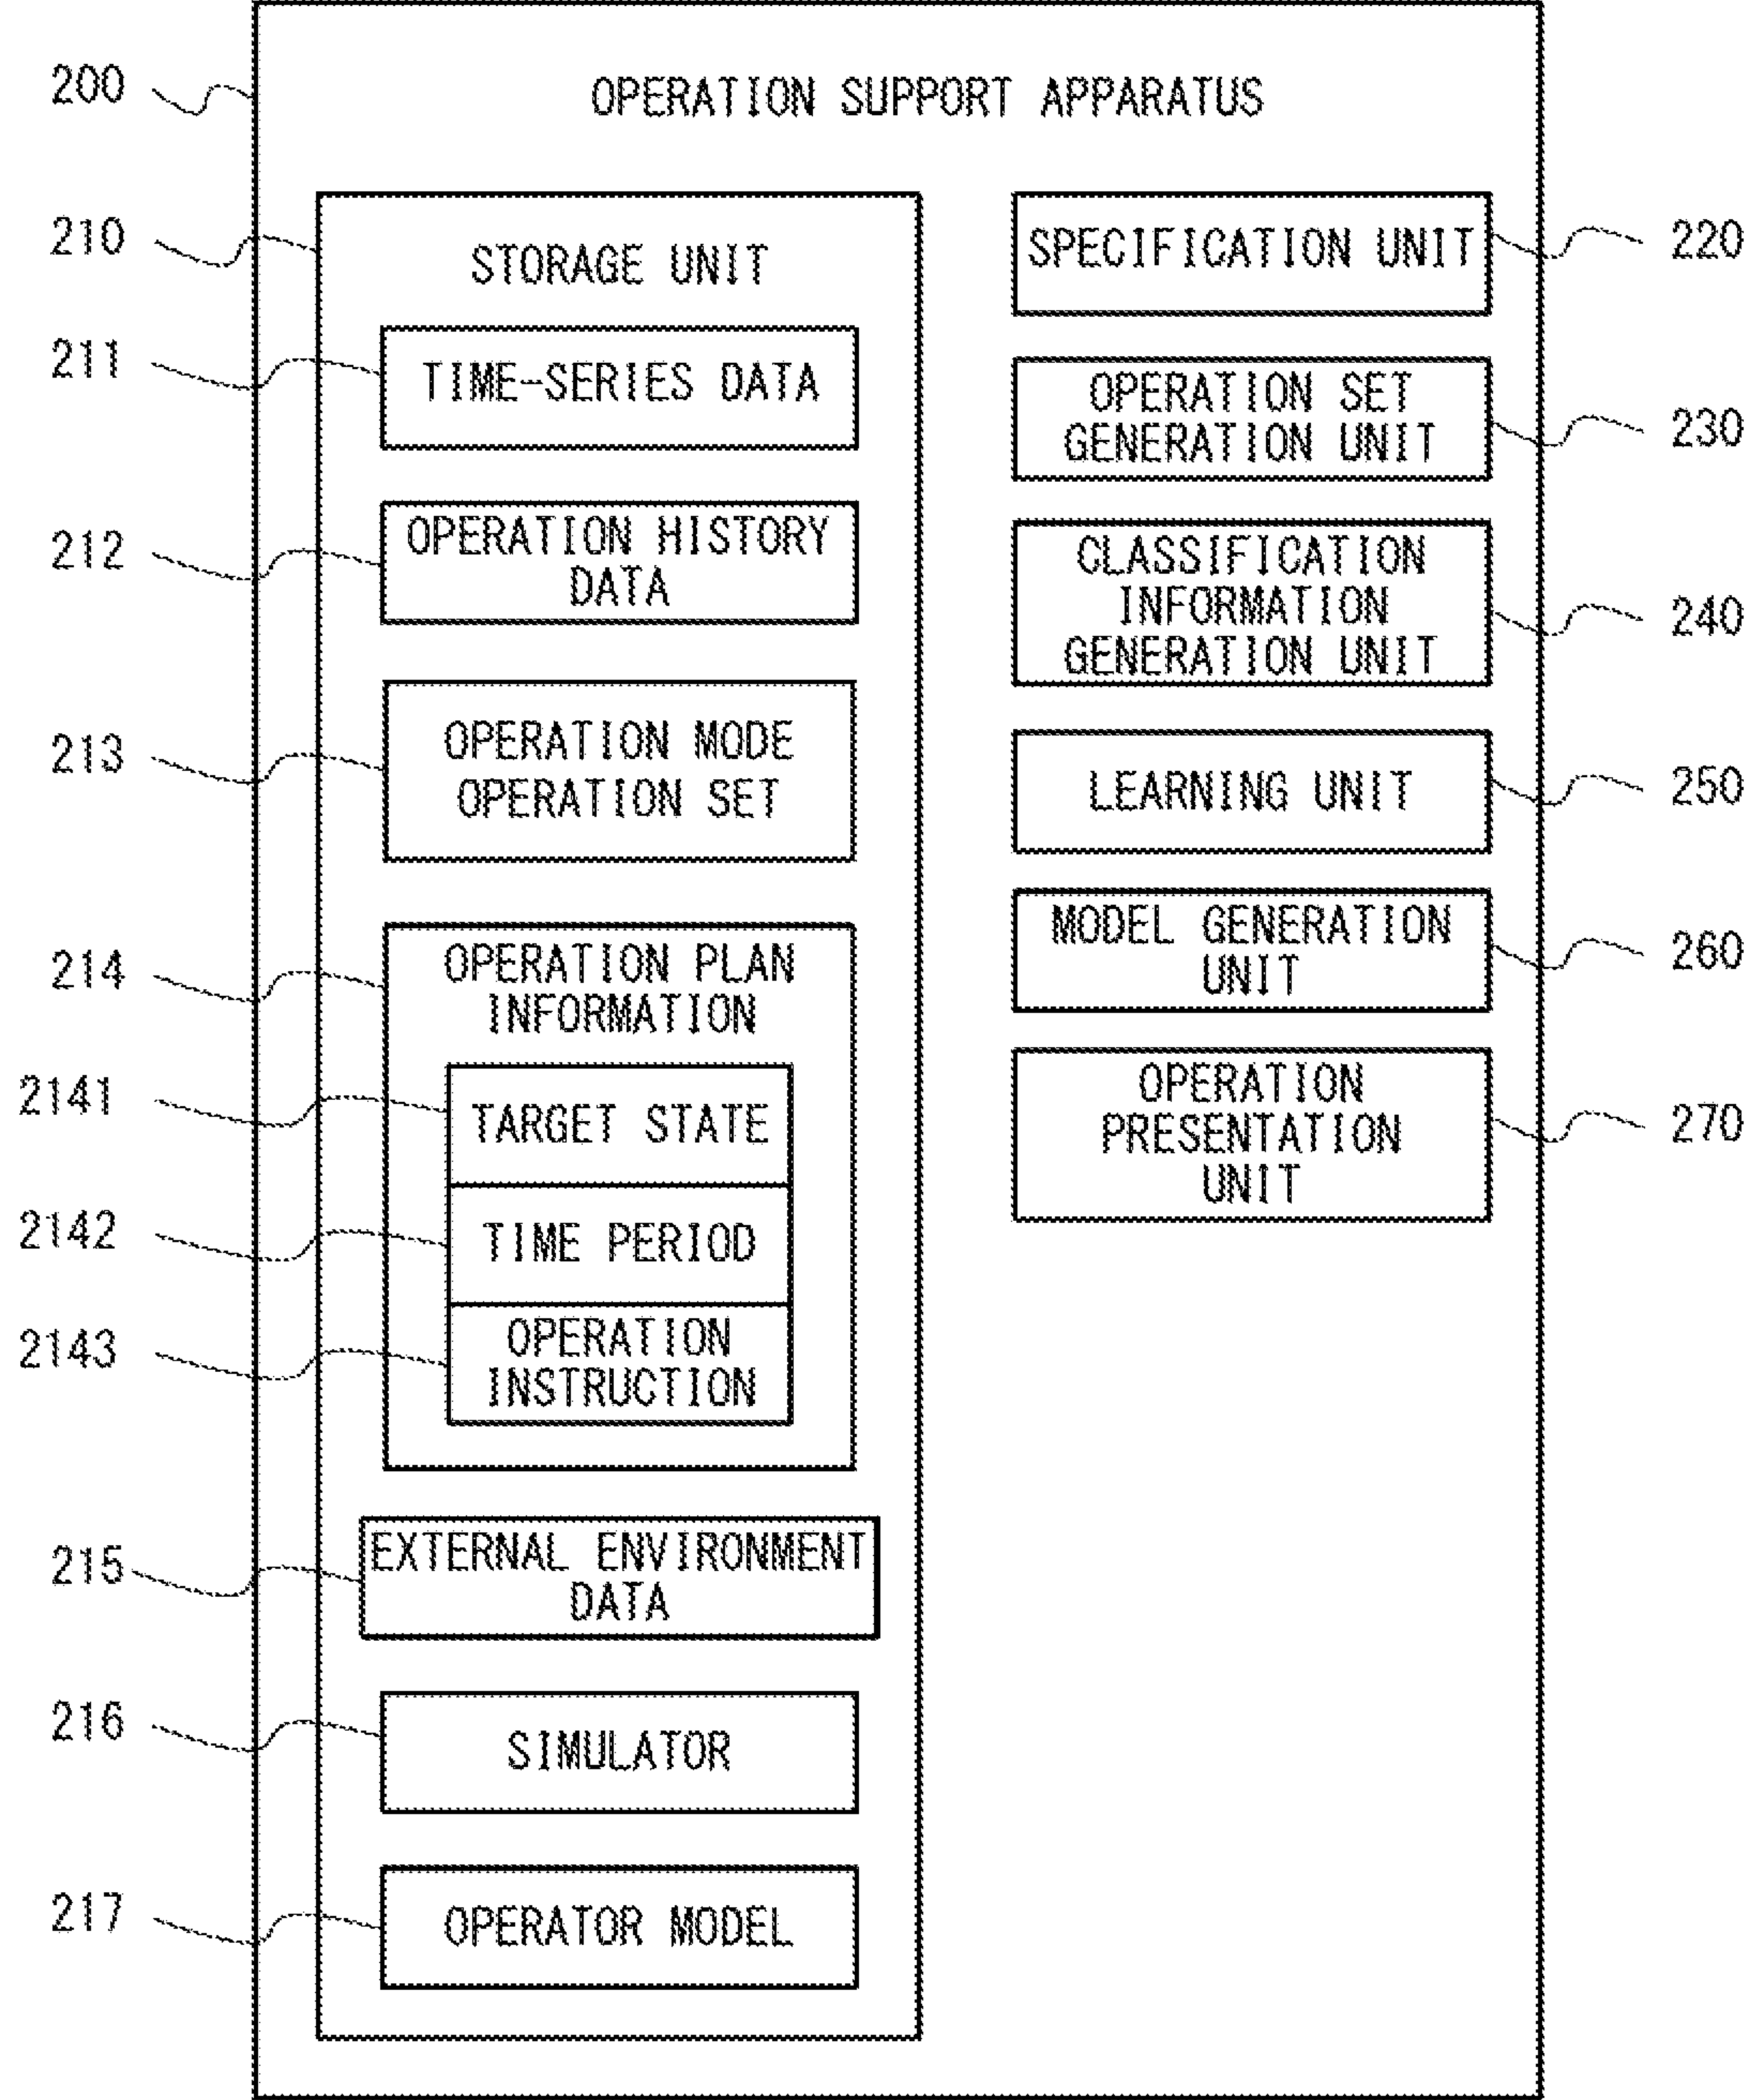 200
OPERATION SUPPORT APPARATUS
210
STORAGE UNIT
211
TIME-SERIES DATA
212
OPERATION HISTORY
DATA
213
OPERATION MODE
OPERATION SET
214
OPERATION PLAN
INFORMATION
2141
TARGET STATE
2142
TIME PERIOD
2143
OPERATION
INSTRUCTION
215
EXTERNAL ENVIRONMENT
DATA
216
SIMULATOR
217
OPERATOR MODEL
SPECIFICATION UNIT
220
OPERATION SET
GENERATION UNIT
230
CLASSIFICATION
INFORMATION
GENERATION UNIT
240
LEARNING UNIT
250
MODEL GENERATION
UNIT
260
OPERATION
PRESENTATION
UNIT
270